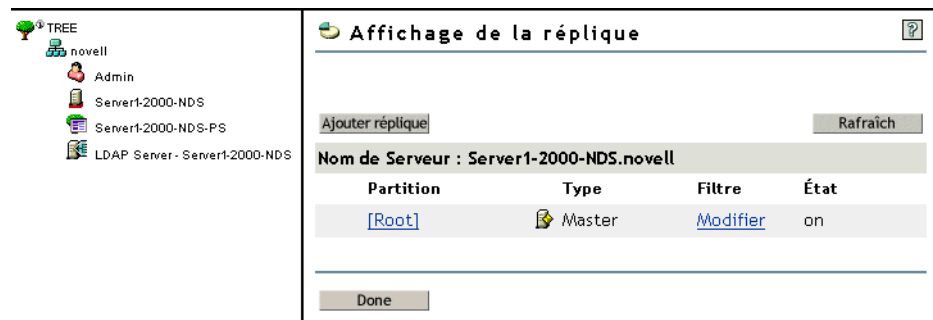 TREE
novell
Admin
Server1-2000-NDS
Server1-2000-NDS-PS
LDAP Server - Server1-2000-NDS
Affichage de la réplique
?
Ajouter réplique
Rafraîch
Nom de Serveur : Server1-2000-NDS.novell
Partition Type Filtre État
[Root] Master Modifier on
Done